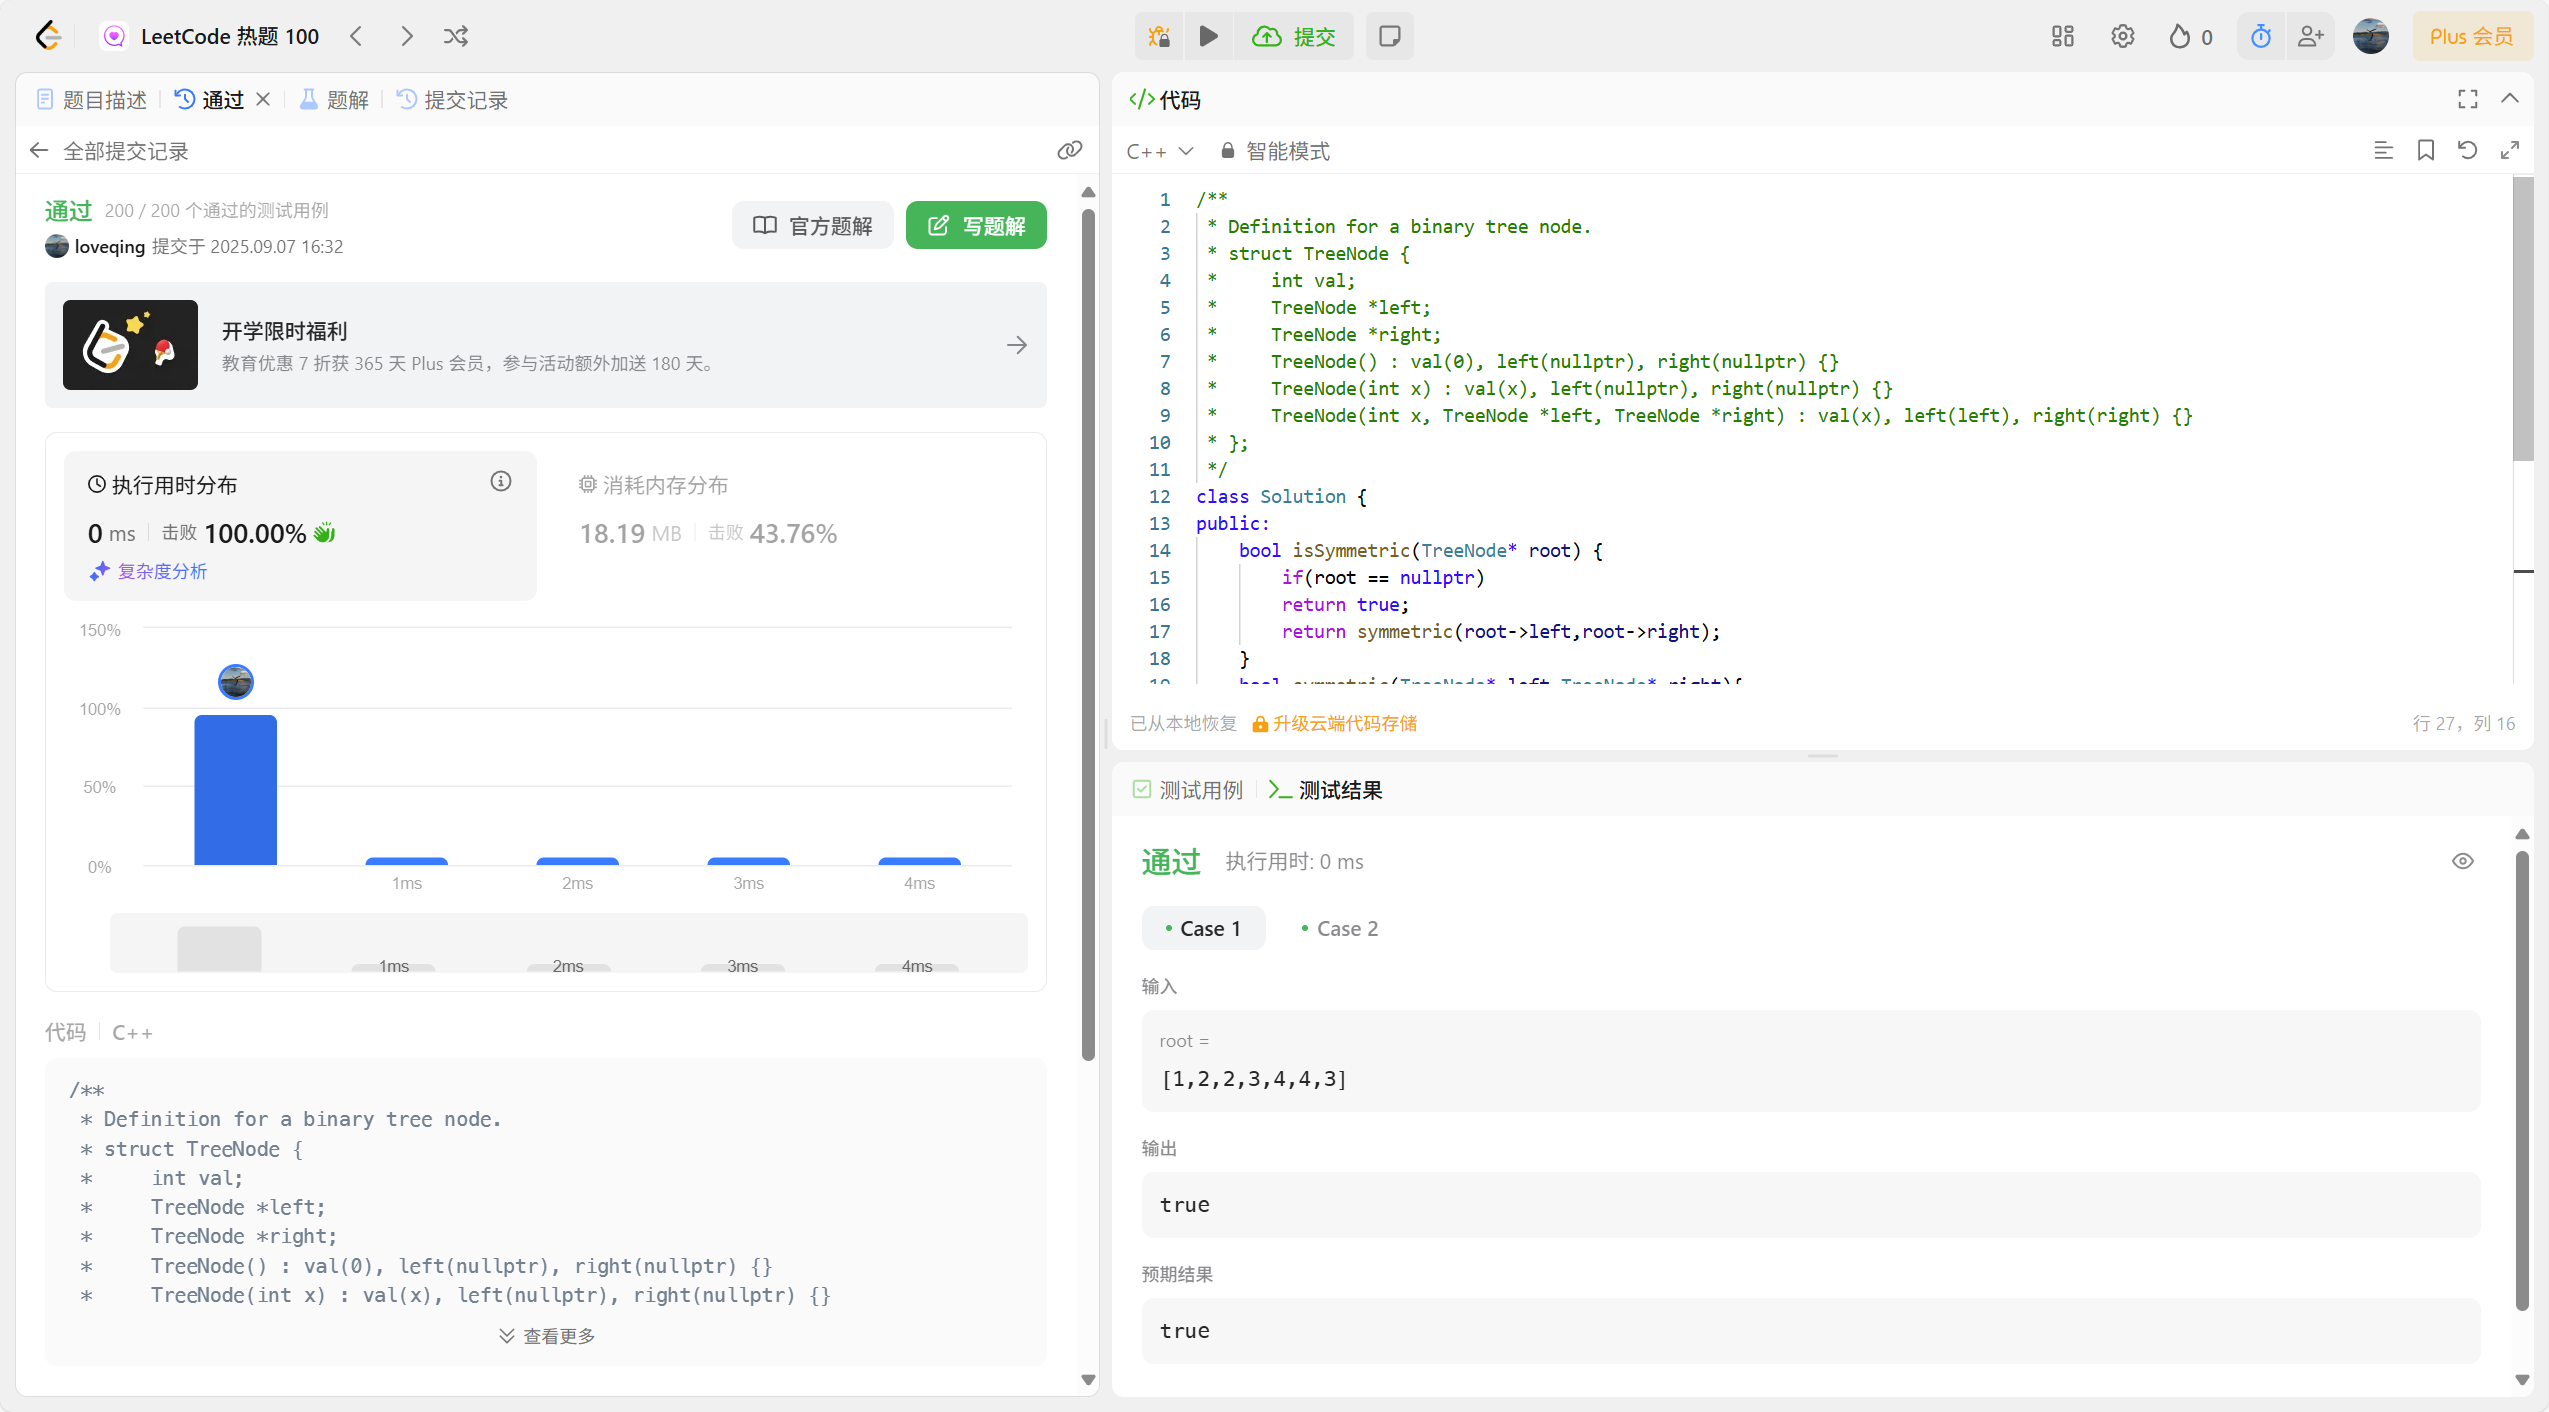 LeetCode 热题 100
提交
0
Plus 会员
题目描述
通过
题解
提交记录
全部提交记录
通过 200 / 200 个通过的测试用例
loveqing 提交于 2025.09.07 16:32
官方题解
写题解
开学限时福利
教育优惠 7 折获 365 天 Plus 会员，参与活动额外加送 180 天。
执行用时分布
0 ms 击败 100.00%
复杂度分析
消耗内存分布
18.19 MB 击败 43.76%
150%
100%
50%
0%
1ms 2ms 3ms 4ms
1ms 2ms 3ms 4ms
代码 C++
/**
 * Definition for a binary tree node.
 * struct TreeNode {
 *     int val;
 *     TreeNode *left;
 *     TreeNode *right;
 *     TreeNode() : val(0), left(nullptr), right(nullptr) {}
 *     TreeNode(int x) : val(x), left(nullptr), right(nullptr) {}
查看更多
</> 代码
C++ 智能模式
1 /**
2  * Definition for a binary tree node.
3  * struct TreeNode {
4  *     int val;
5  *     TreeNode *left;
6  *     TreeNode *right;
7  *     TreeNode() : val(0), left(nullptr), right(nullptr) {}
8  *     TreeNode(int x) : val(x), left(nullptr), right(nullptr) {}
9  *     TreeNode(int x, TreeNode *left, TreeNode *right) : val(x), left(left), right(right) {}
10  * };
11  */
12 class Solution {
13 public:
14     bool isSymmetric(TreeNode* root) {
15         if(root == nullptr)
16         return true;
17         return symmetric(root->left,root->right);
18     }
19     bool symmetric(TreeNode* left,TreeNode* right){
已从本地恢复 升级云端代码存储
行 27，列 16
测试用例
测试结果
通过 执行用时: 0 ms
Case 1
Case 2
输入
root =
[1,2,2,3,4,4,3]
输出
true
预期结果
true